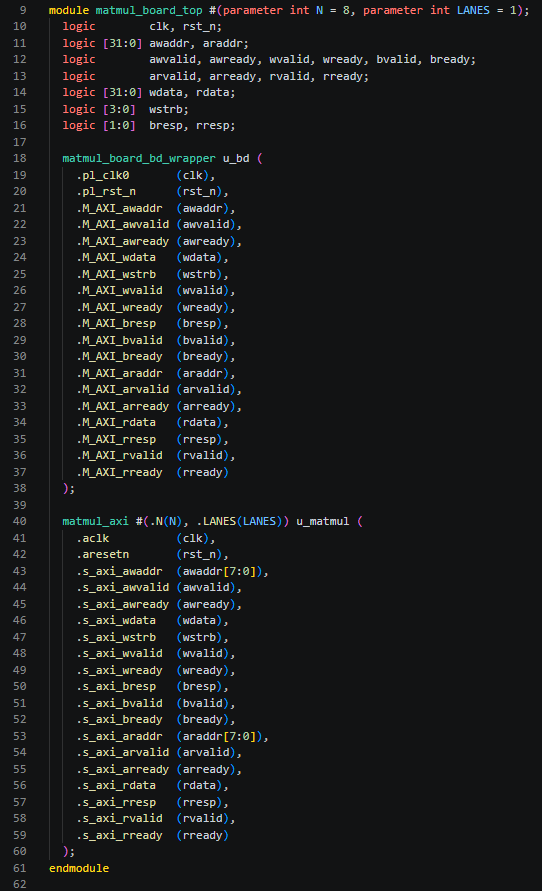 9 module matmul_board_top #(parameter int N = 8, parameter int LANES = 1);
10   logic        clk, rst_n;
11   logic [31:0] awaddr, araddr;
12   logic        awvalid, awready, wvalid, wready, bvalid, bready;
13   logic        arvalid, arready, rvalid, rready;
14   logic [31:0] wdata, rdata;
15   logic [3:0]  wstrb;
16   logic [1:0]  bresp, rresp;
17
18   matmul_board_bd_wrapper u_bd (
19     .pl_clk0       (clk),
20     .pl_rst_n      (rst_n),
21     .M_AXI_awaddr  (awaddr),
22     .M_AXI_awvalid (awvalid),
23     .M_AXI_awready (awready),
24     .M_AXI_wdata   (wdata),
25     .M_AXI_wstrb   (wstrb),
26     .M_AXI_wvalid  (wvalid),
27     .M_AXI_wready  (wready),
28     .M_AXI_bresp   (bresp),
29     .M_AXI_bvalid  (bvalid),
30     .M_AXI_bready  (bready),
31     .M_AXI_araddr  (araddr),
32     .M_AXI_arvalid (arvalid),
33     .M_AXI_arready (arready),
34     .M_AXI_rdata   (rdata),
35     .M_AXI_rresp   (rresp),
36     .M_AXI_rvalid  (rvalid),
37     .M_AXI_rready  (rready)
38   );
39
40   matmul_axi #(.N(N), .LANES(LANES)) u_matmul (
41     .aclk          (clk),
42     .aresetn       (rst_n),
43     .s_axi_awaddr  (awaddr[7:0]),
44     .s_axi_awvalid (awvalid),
45     .s_axi_awready (awready),
46     .s_axi_wdata   (wdata),
47     .s_axi_wstrb   (wstrb),
48     .s_axi_wvalid  (wvalid),
49     .s_axi_wready  (wready),
50     .s_axi_bresp   (bresp),
51     .s_axi_bvalid  (bvalid),
52     .s_axi_bready  (bready),
53     .s_axi_araddr  (araddr[7:0]),
54     .s_axi_arvalid (arvalid),
55     .s_axi_arready (arready),
56     .s_axi_rdata   (rdata),
57     .s_axi_rresp   (rresp),
58     .s_axi_rvalid  (rvalid),
59     .s_axi_rready  (rready)
60   );
61 endmodule
62